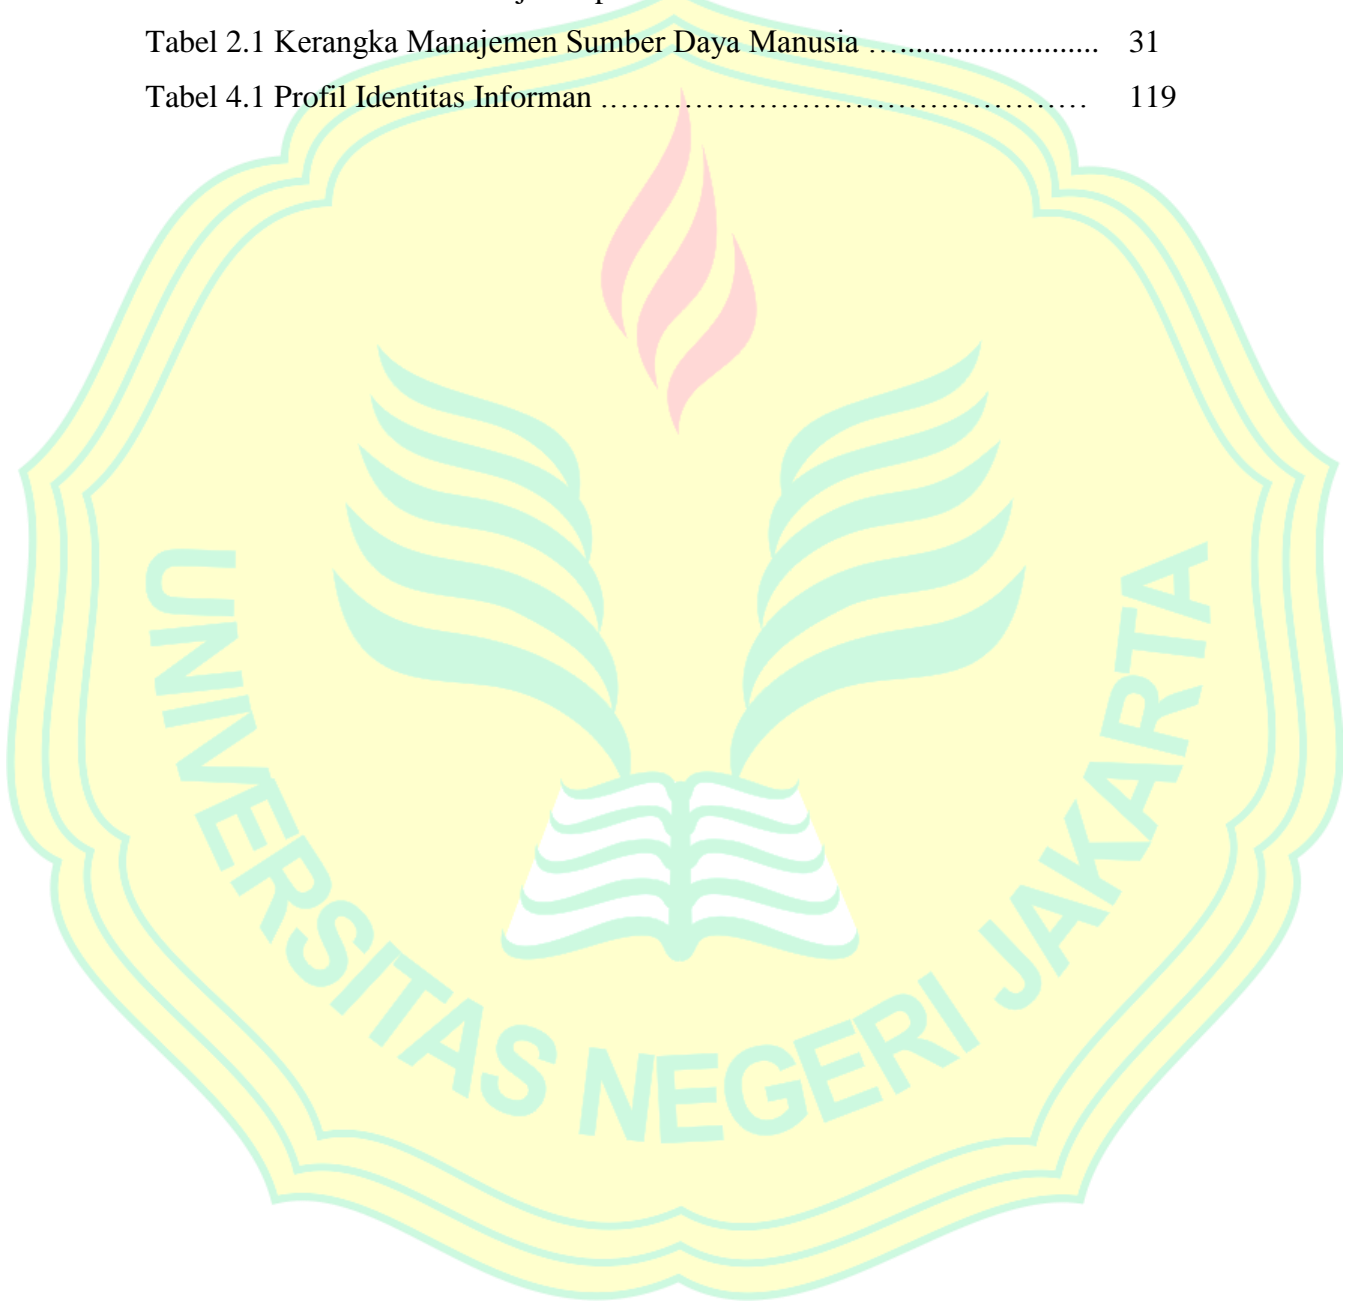 Tabel 2.1 Kerangka Manajemen Sumber Daya Manusia …......................... 31
Tabel 4.1 Profil Identitas Informan ………………………………………… 119
UNIVERSITAS NEGERI JAKARTA